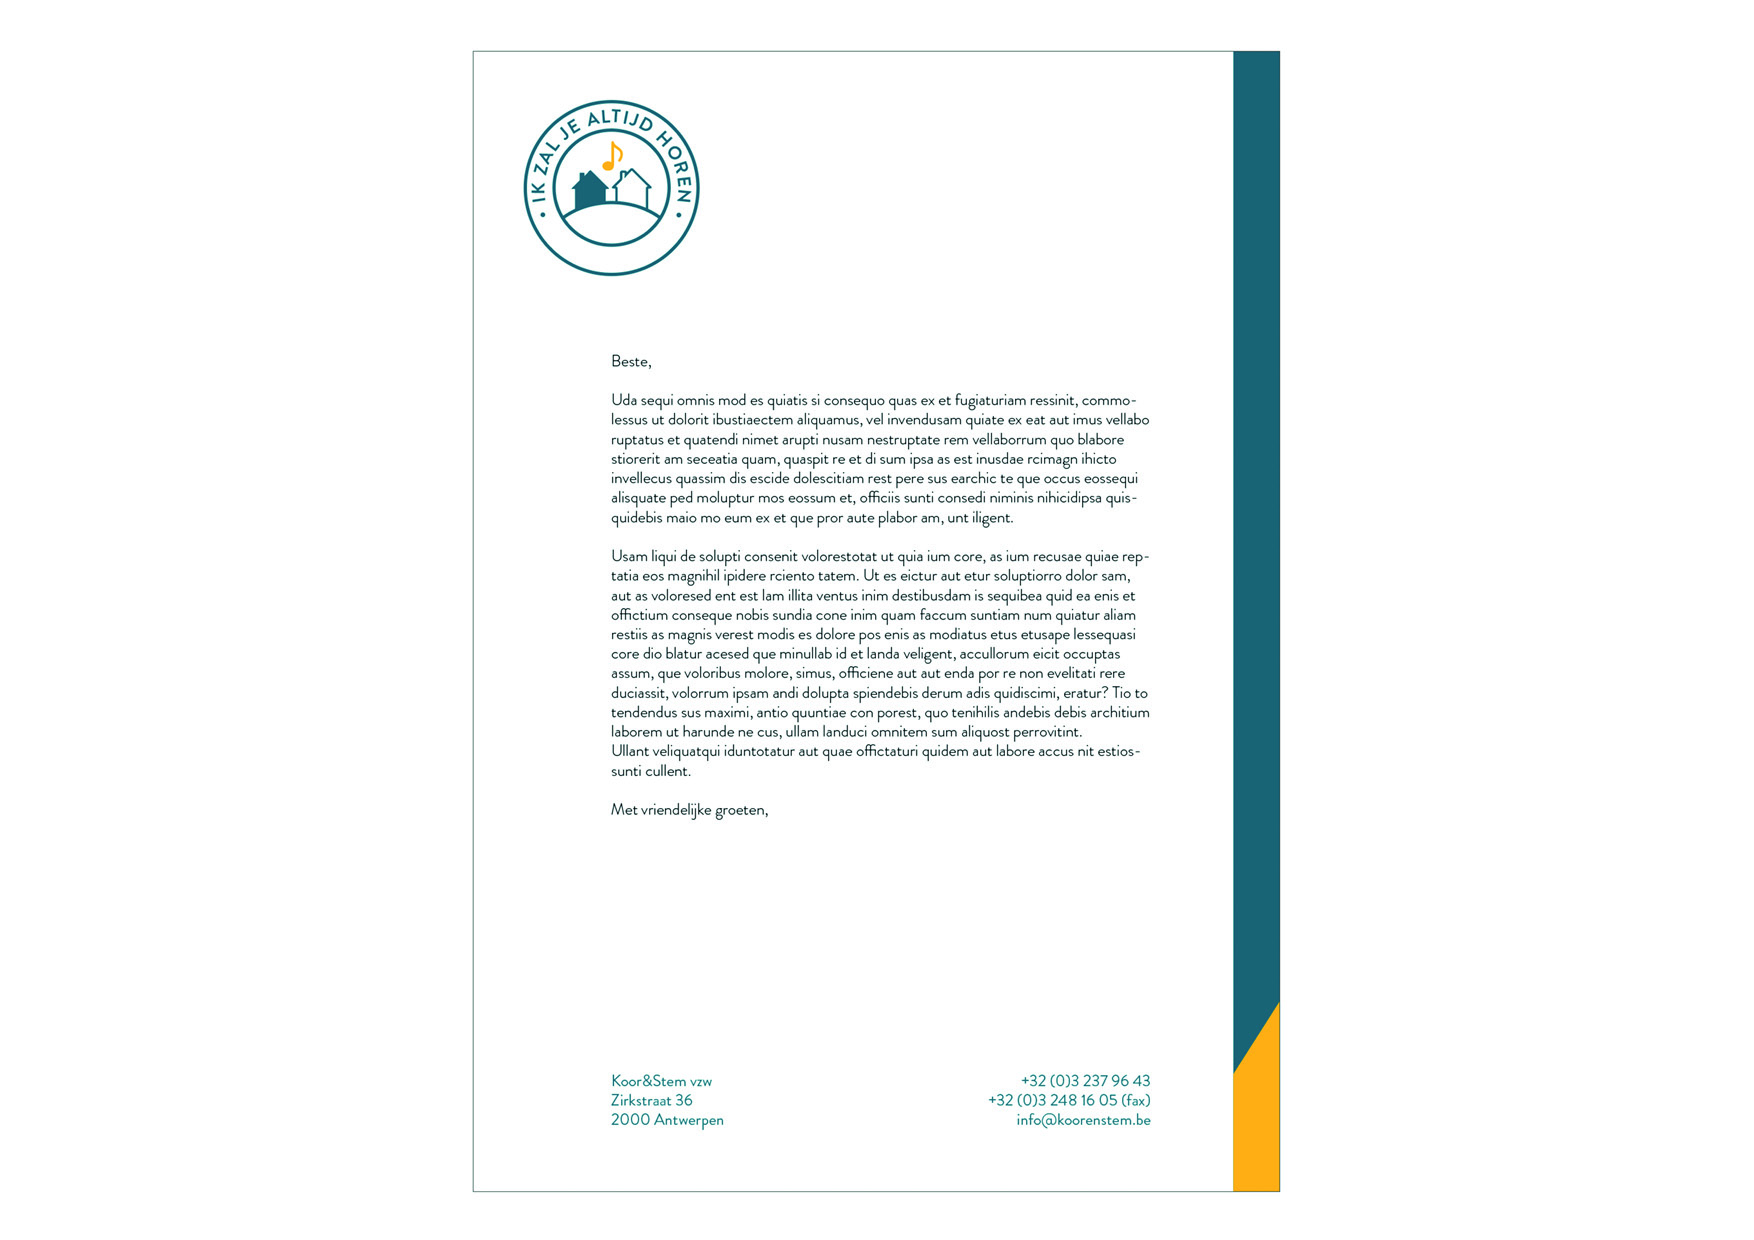 • IK ZAL JE ALTIJD HOREN •
Beste,
Uda sequi omnis mod es quiatis si consequo quas ex et fugiaturiam ressinit, commo-
lessus ut dolorit ibustiaectem aliquamus, vel invendusam quiate ex eat aut imus vellabo
ruptatus et quatendi nimet arupti nusam nestruptate rem vellaborrum quo blabore
stiorerit am seceatia quam, quaspit re et di sum ipsa as est inusdae rcimagn ihicto
invellecus quassim dis escide dolescitiam rest pere sus earchic te que occus eossequi
alisquate ped moluptur mos eossum et, officiis sunti consedi niminis nihicidipsa quis-
quidebis maio mo eum ex et que pror aute plabor am, unt iligent.
Usam liqui de solupti consenit volorestotat ut quia ium core, as ium recusae quiae rep-
tatia eos magnihil ipidere rciento tatem. Ut es eictur aut etur soluptiorro dolor sam,
aut as voloresed ent est lam illita ventus inim destibusdam is sequibea quid ea enis et
offictium conseque nobis sundia cone inim quam faccum suntiam num quiatur aliam
restiis as magnis verest modis es dolore pos enis as modiatus etus etusape lessequasi
core dio blatur acesed que minullab id et landa veligent, accullorum eicit occuptas
assum, que voloribus molore, simus, officiene aut aut enda por re non evelitati rere
duciassit, volorrum ipsam andi dolupta spiendebis derum adis quidiscimi, eratur? Tio to
tendendus sus maximi, antio quuntiae con porest, quo tenihilis andebis debis architium
laborem ut harunde ne cus, ullam landuci omnitem sum aliquost perrovitint.
Ullant veliquatqui iduntotatur aut quae offictaturi quidem aut labore accus nit estios-
sunti cullent.
Met vriendelijke groeten,
Koor&Stem vzw
Zirkstraat 36
2000 Antwerpen
+32 (0)3 237 96 43
+32 (0)3 248 16 05 (fax)
info@koorenstem.be